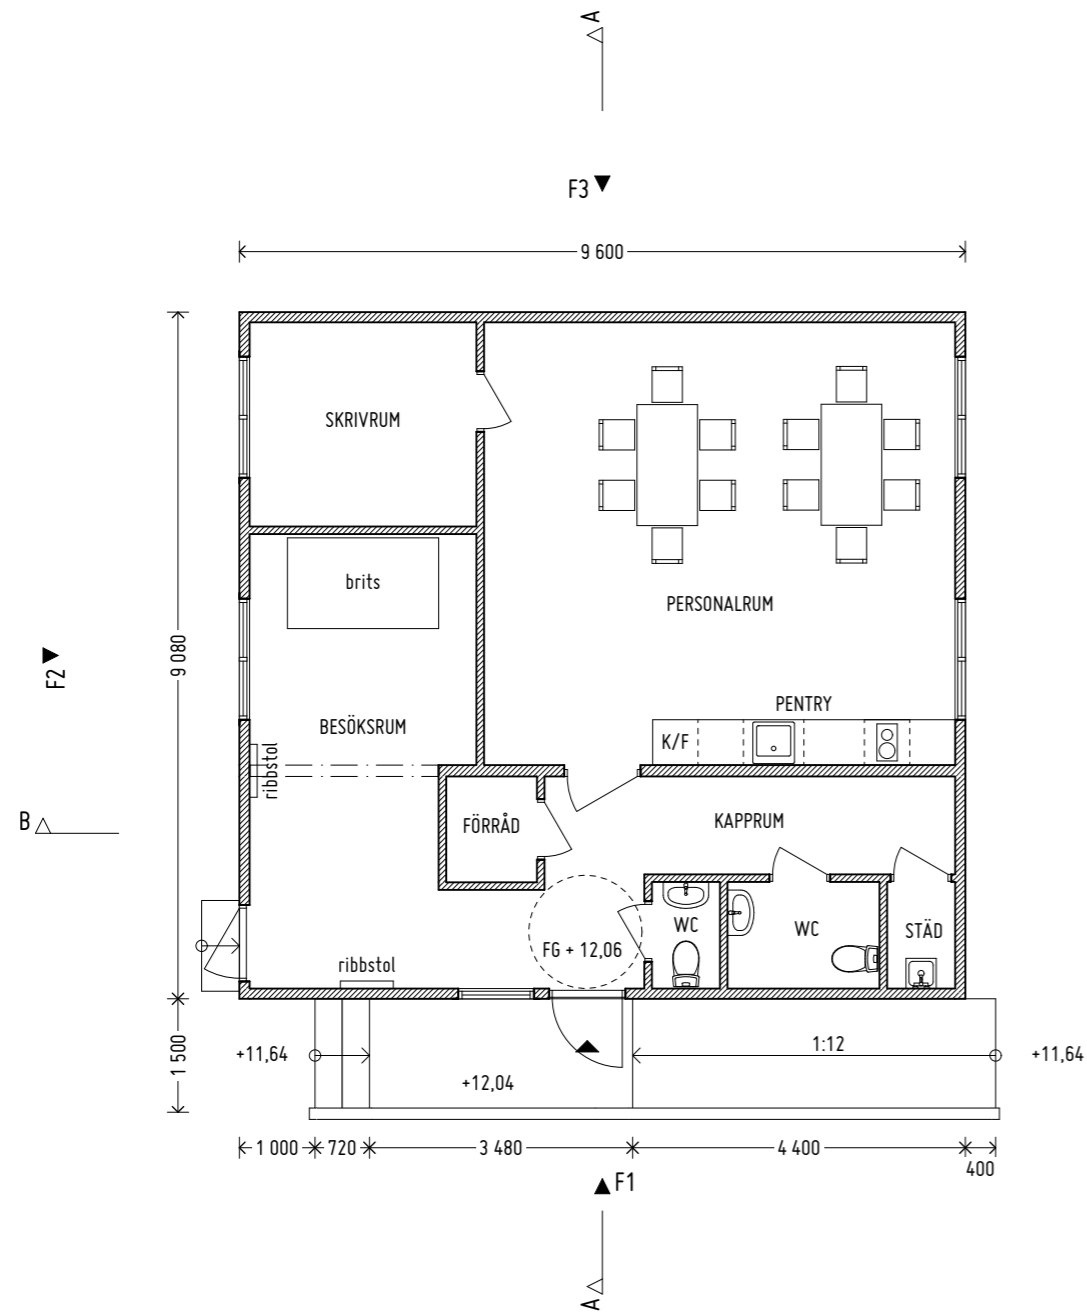 A
F3
9 600
SKRIVRUM
brits
PERSONALRUM
9 080
F2
PENTRY
BESÖKSRUM
K/F
ribbstol
B
FÖRRÅD
KAPPRUM
WC
WC
STÄD
FG + 12,06
ribbstol
1 500
+11,64
1:12
+11,64
+12,04
1 000
720
3 480
4 400
400
F1
A